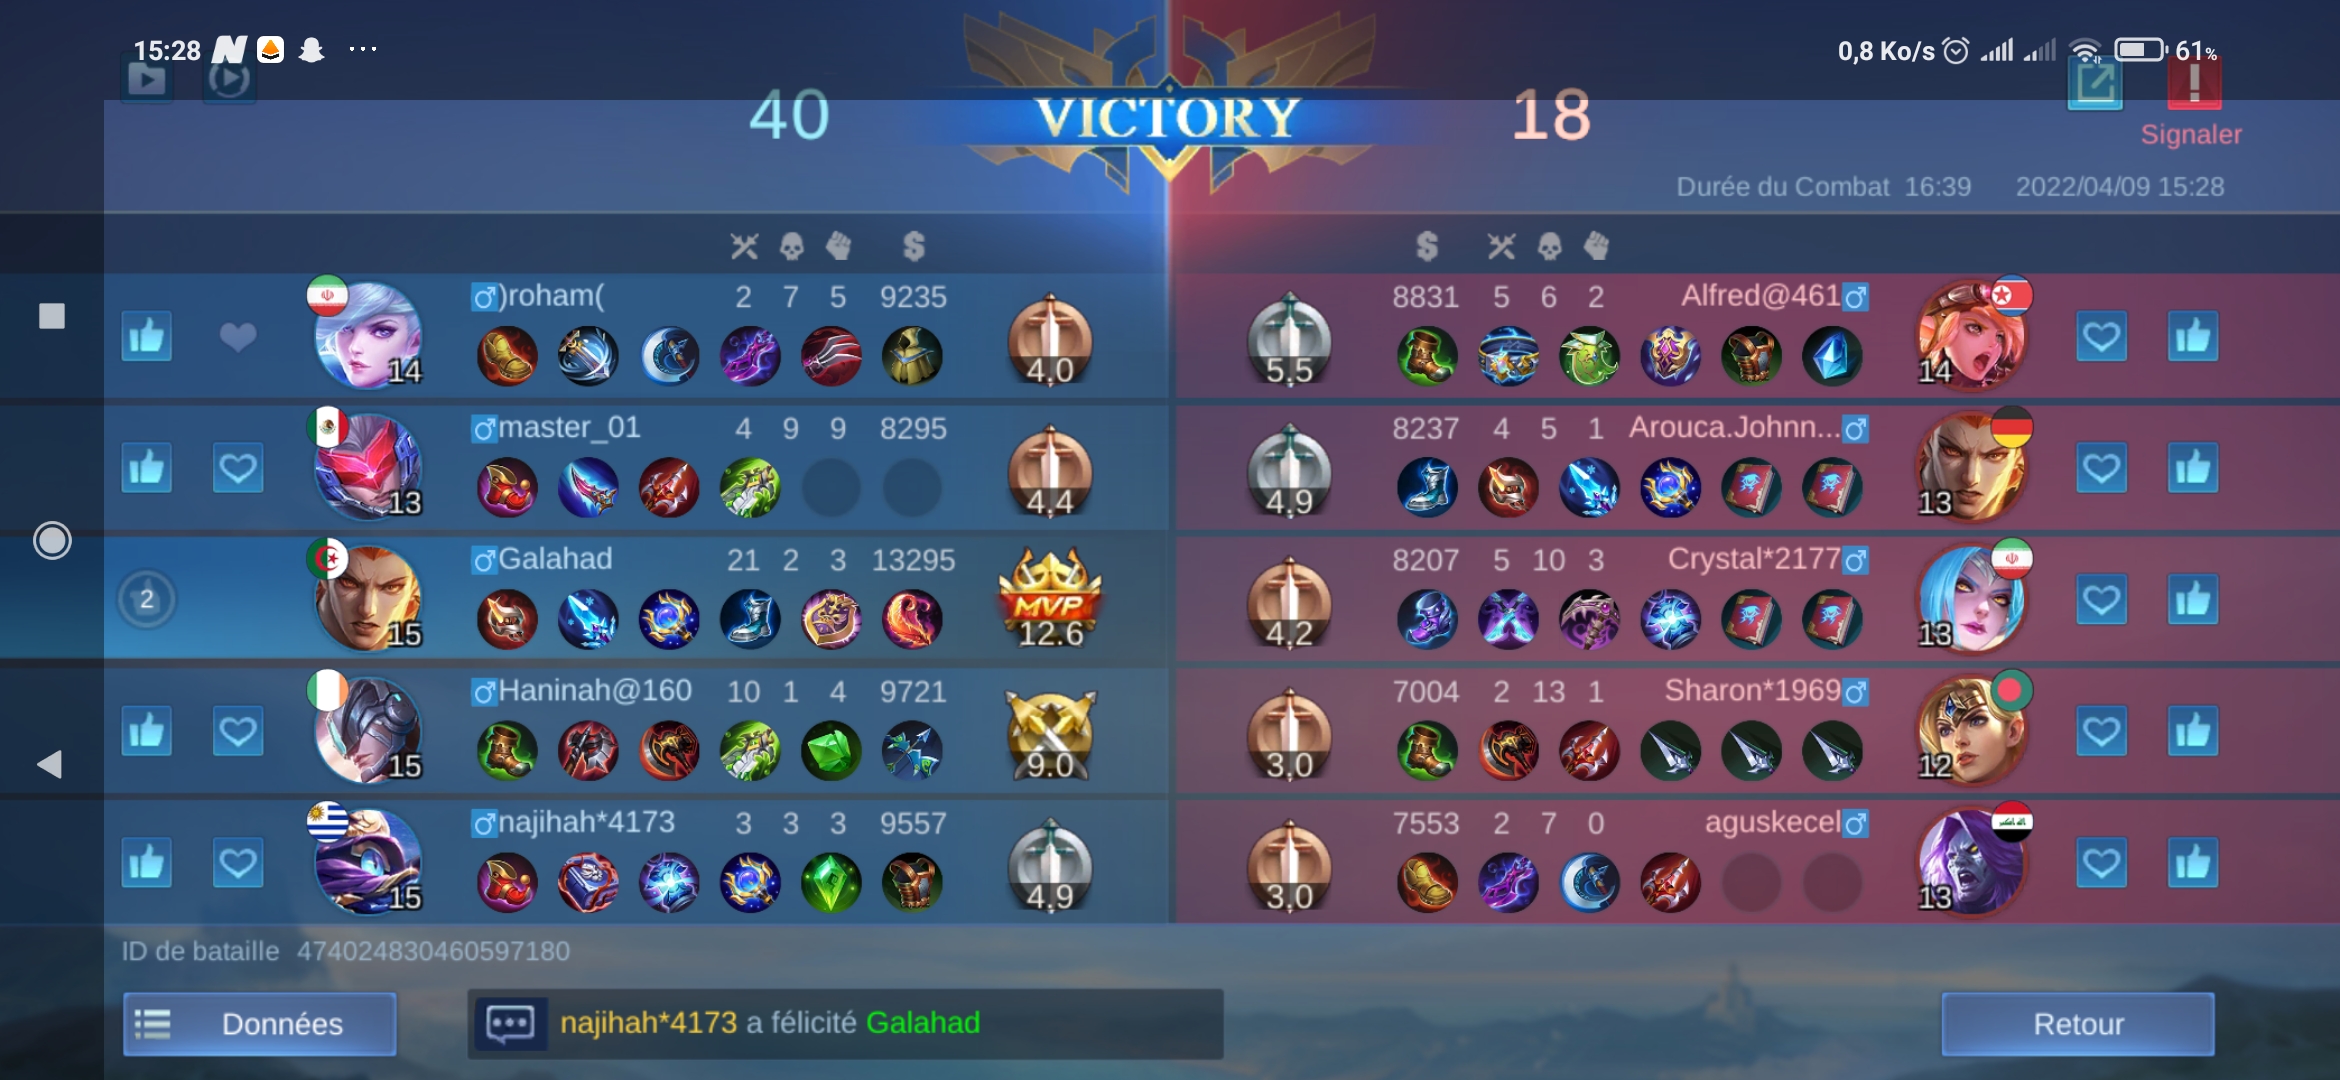 15:28 N ... 0,8 Ko/s 61%
40 VICTORY 18
Signaler
Durée du Combat 16:39 2022/04/09 15:28
$ $
)roham( 2 7 5 9235 8831 5 6 2 Alfred@461
14 4.0 5.5 14
master_01 4 9 9 8295 8237 4 5 1 Arouca.Johnn...
13 4.4 4.9 13
Galahad 21 2 3 13295 8207 5 10 3 Crystal*2177
2 MVP
15 12.6 4.2 13
Haninah@160 10 1 4 9721 7004 2 13 1 Sharon*1969
15 9.0 3.0 12
najihah*4173 3 3 3 9557 7553 2 7 0 aguskecel
15 4.9 3.0 13
ID de bataille 474024830460597180
Données najihah*4173 a félicité Galahad Retour